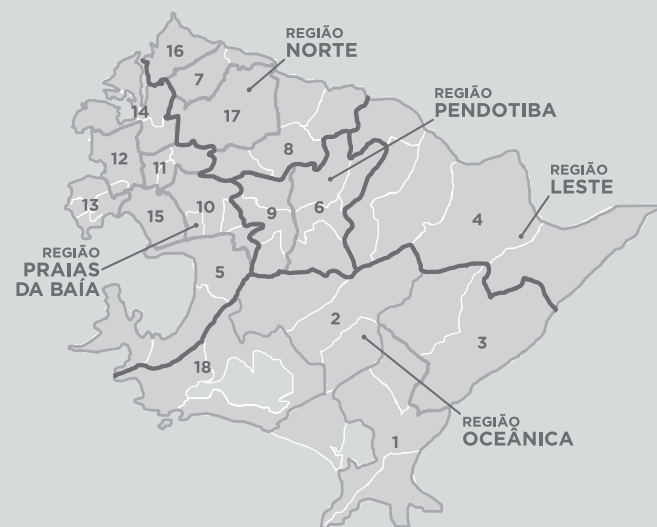 16
REGIÃO
NORTE
7
14
17
REGIÃO
PENDOTIBA
8
12
11
REGIÃO
LESTE
13
15
10
9
6
4
REGIÃO
PRAIAS
DA BAÍA
5
2
3
18
REGIÃO
OCEÂNICA
1